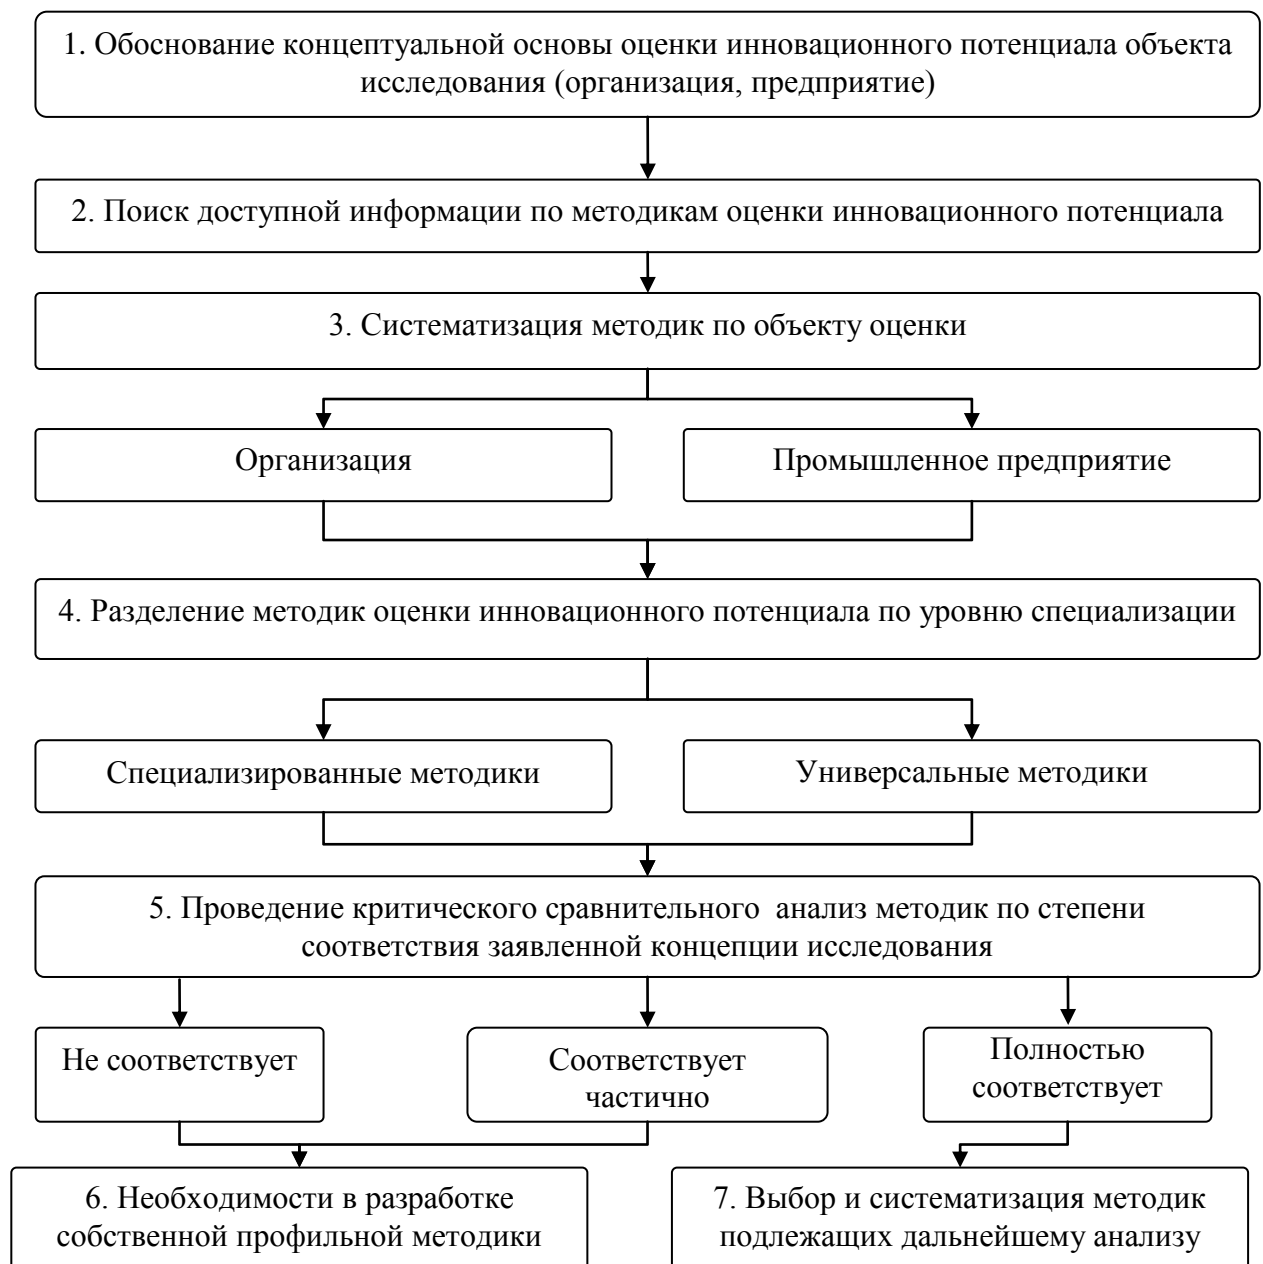 1. Обоснование концептуальной основы оценки инновационного потенциала объекта
исследования (организация, предприятие)
2. Поиск доступной информации по методикам оценки инновационного потенциала
3. Систематизация методик по объекту оценки
Организация
Промышленное предприятие
4. Разделение методик оценки инновационного потенциала по уровню специализации
Специализированные методики
Универсальные методики
5. Проведение критического сравнительного  анализ методик по степени
соответствия заявленной концепции исследования
Не соответствует
Соответствует
частично
Полностью
соответствует
6. Необходимости в разработке
собственной профильной методики
7. Выбор и систематизация методик
подлежащих дальнейшему анализу